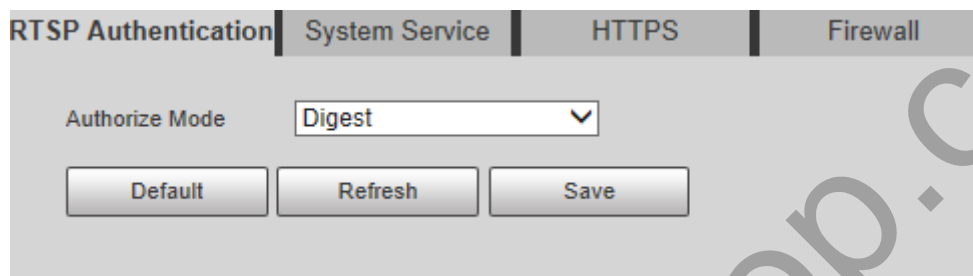 RTSP Authentication System Service HTTPS Firewall
Authorize Mode Digest
Default Refresh Save